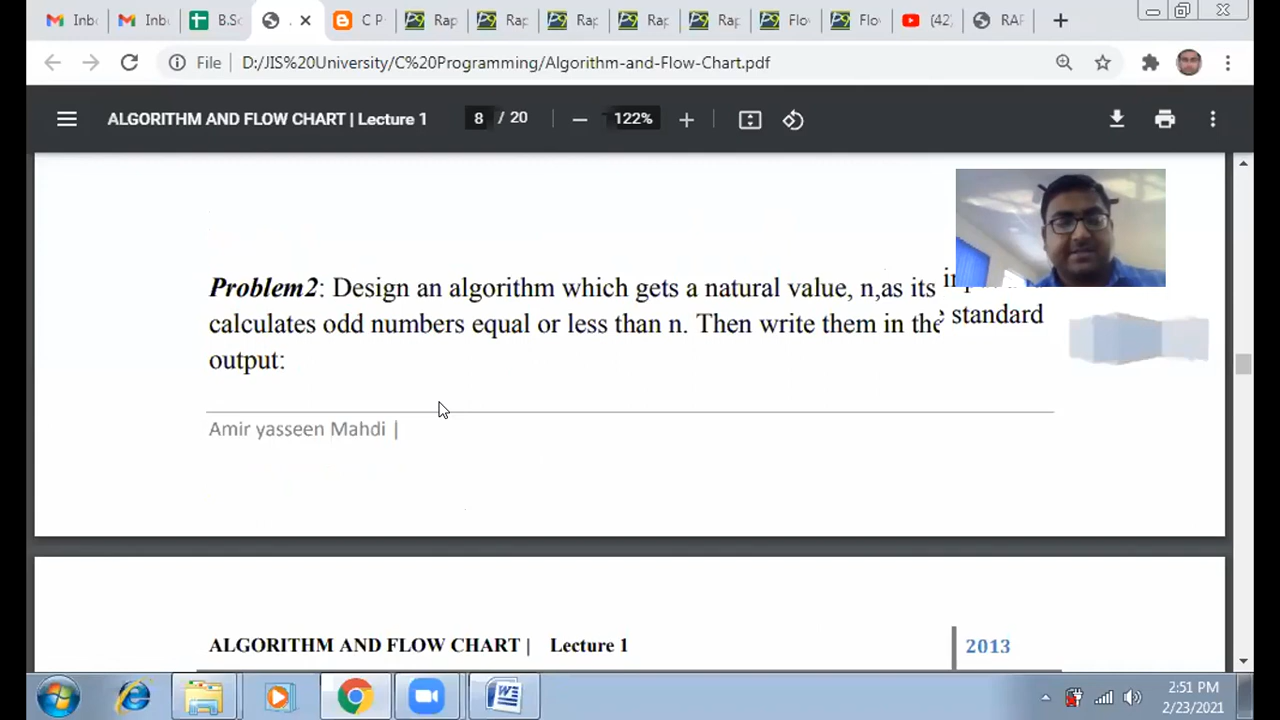 Inb
Inb
B.Sc
C P
Rap
Rap
Rap
Rap
Rap
Flo
Flo
(42)
RAF
File
D:/JIS%20University/C%20Programming/Algorithm-and-Flow-Chart.pdf
ALGORITHM AND FLOW CHART | Lecture 1
8 / 20
122%
Problem2: Design an algorithm which gets a natural value, n,as its
calculates odd numbers equal or less than n. Then write them in the standard
output:
Amir yasseen Mahdi |
ALGORITHM AND FLOW CHART | Lecture 1
2013
2:51 PM
2/23/2021